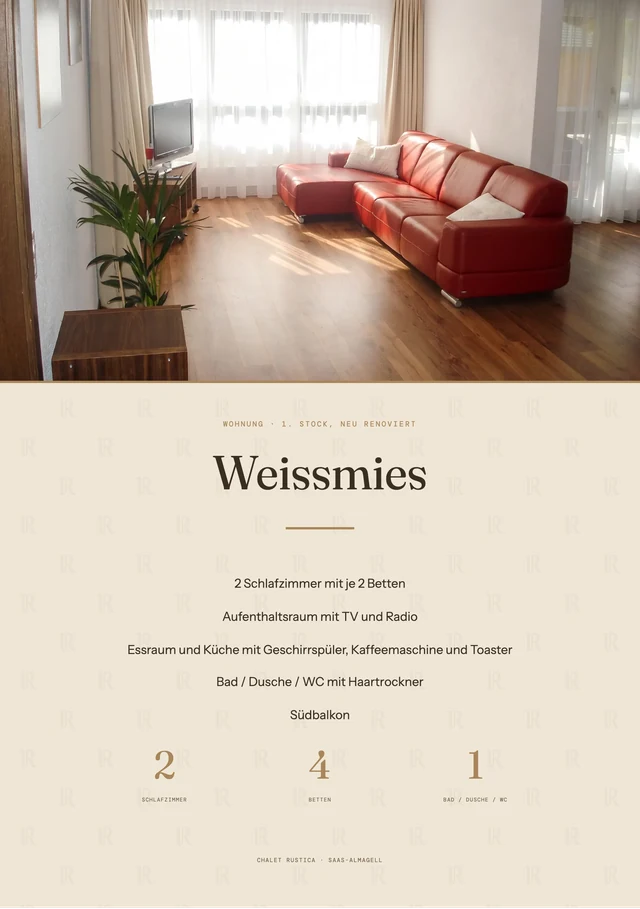 WOHNUNG · 1. STOCK, NEU RENOVIERT
Weissmies
2 Schlafzimmer mit je 2 Betten
Aufenthaltsraum mit TV und Radio
Essraum und Küche mit Geschirrspüler, Kaffeemaschine und Toaster
Bad / Dusche / WC mit Haartrockner
Südbalkon
2 4 1
SCHLAFZIMMER BETTEN BAD / DUSCHE / WC
CHALET RUSTICA · SAAS-ALMAGELL